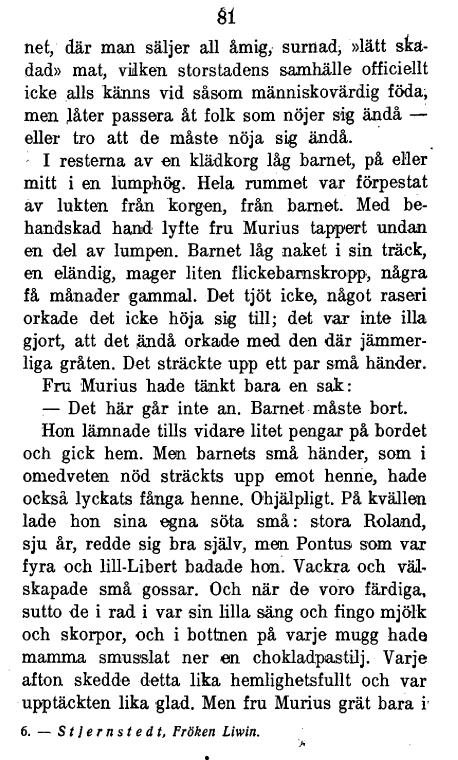 81
net, där man säljer all åmig, surnad, »lätt ska-
dad» mat, vilken storstadens samhälle officiellt
icke alls känns vid såsom människovärdig föda,
men låter passera åt folk som nöjer sig ändå —
eller tro att de måste nöja sig ändå.
I resterna av en klädkorg låg barnet, på eller
mitt i en lumphög. Hela rummet var förpestat
av lukten från korgen, från barnet. Med be-
handskad hand lyfte fru Murius tappert undan
en del av lumpen. Barnet låg naket i sin träck,
en eländig, mager liten flickebarnskropp, några
få månader gammal. Det tjöt icke, något raseri
orkade det icke höja sig till; det var inte illa
gjort, att det ändå orkade med den där jämmer-
liga gråten. Det sträckte upp ett par små händer.
Fru Murius hade tänkt bara en sak:
— Det här går inte an. Barnet måste bort.
Hon lämnade tills vidare litet pengar på bordet
och gick hem. Men barnets små händer, som i
omedveten nöd sträckts upp emot henne, hade
också lyckats fånga henne. Ohjälpligt. På kvällen
lade hon sina egna söta små: stora Roland,
sju år, redde sig bra själv, men Pontus som var
fyra och lill-Libert badade hon. Vackra och väl-
skapade små gossar. Och när de voro färdiga,
sutto de i rad i var sin lilla säng och fingo mjölk
och skorpor, och i bottnen på varje mugg hade
mamma smusslat ner en chokladpastilj. Varje
afton skedde detta lika hemlighetsfullt och var
upptäckten lika glad. Men fru Murius grät bara i
6. — Stjernstedt, Fröken Liwin.